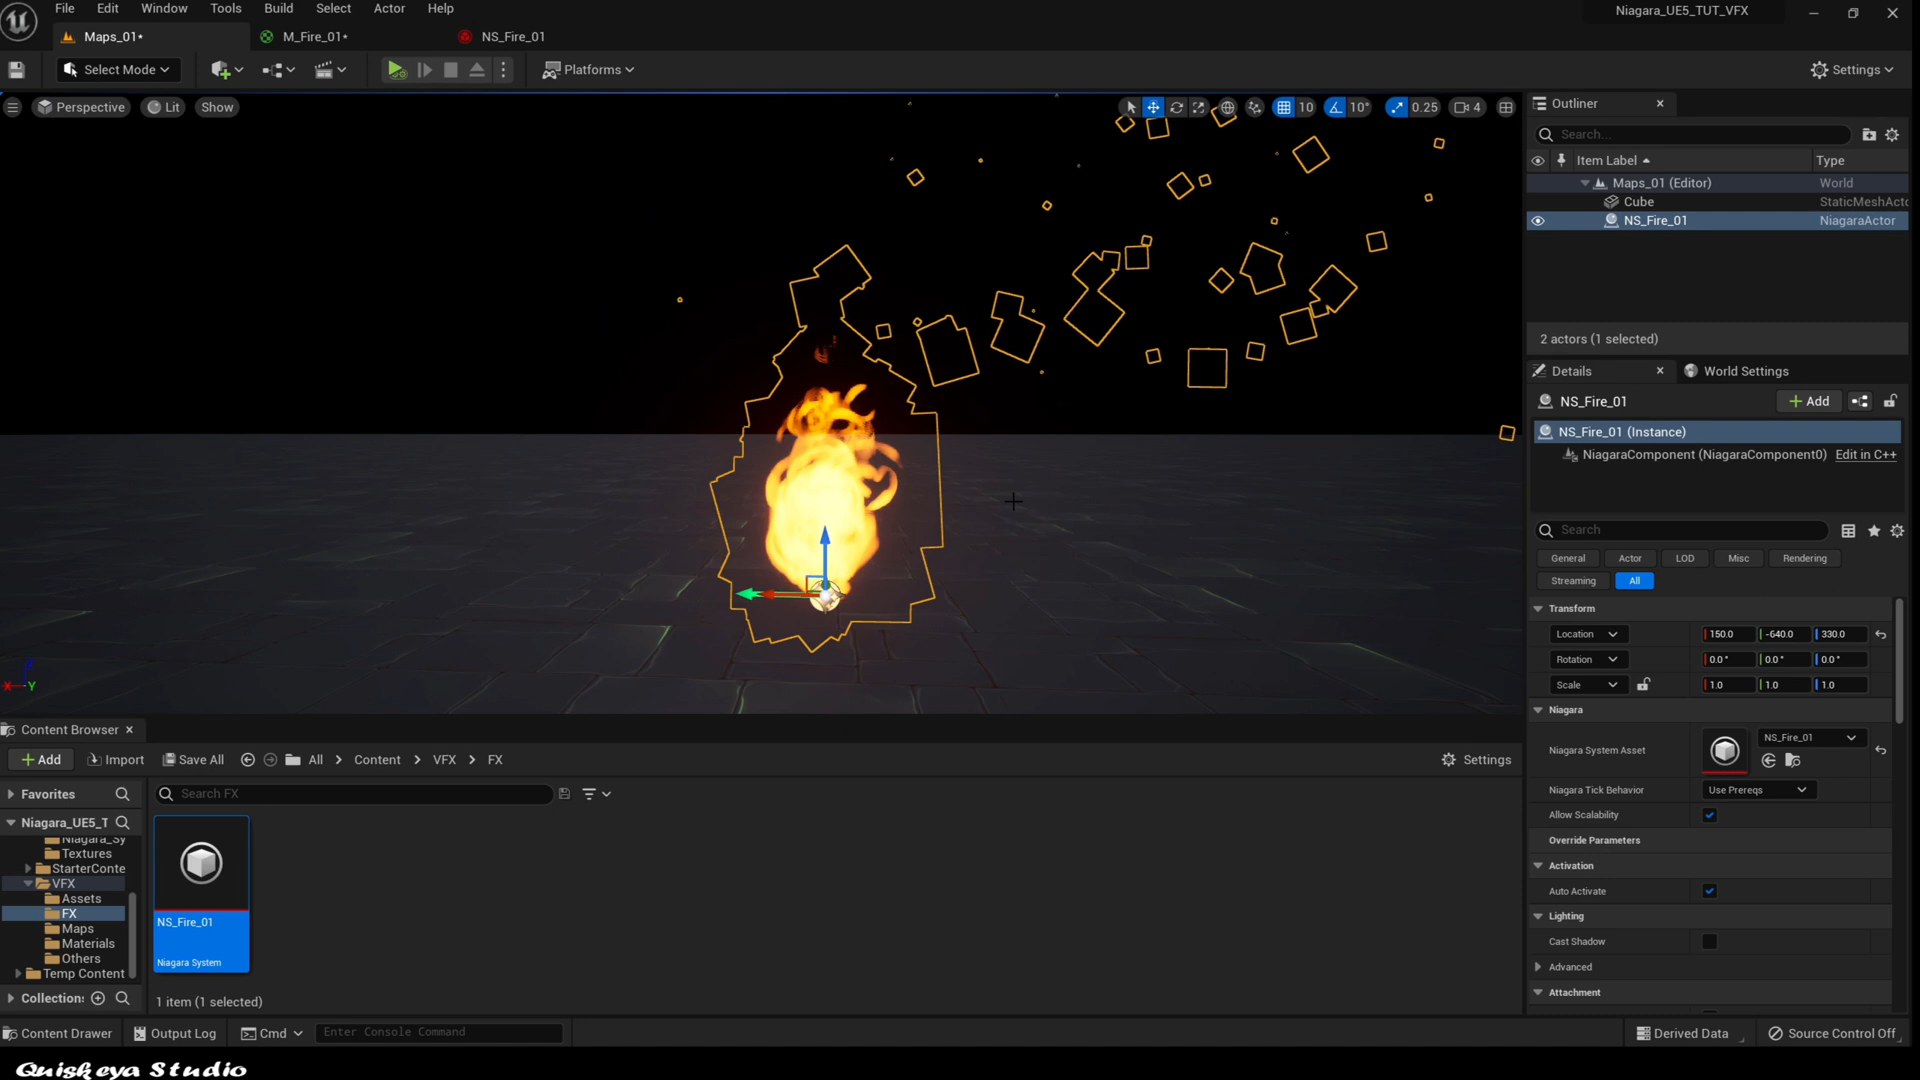 File Edit Window Tools Build Select Actor Help
Niagara_UE5_TUT_VFX
Maps_01* M_Fire_01* NS_Fire_01
Select Mode Platforms Settings
Perspective Lit Show 10 10° 0.25 4
Outliner
Search...
Item Label Type
Maps_01 (Editor) World
Cube StaticMeshActo
NS_Fire_01 NiagaraActor
2 actors (1 selected)
Details World Settings
NS_Fire_01 + Add
NS_Fire_01 (Instance)
NiagaraComponent (NiagaraComponent0) Edit in C++
Search
General Actor LOD Misc Rendering
Streaming All
Transform
Location 150.0 -640.0 330.0
Rotation 0.0° 0.0° 0.0°
Scale 1.0 1.0 1.0
Niagara
Niagara System Asset NS_Fire_01
Niagara Tick Behavior Use Prereqs
Allow Scalability
Override Parameters
Activation
Auto Activate
Lighting
Cast Shadow
Advanced
Attachment
X Y Z
Content Browser
+ Add Import Save All All > Content > VFX > FX Settings
Favorites
Search FX
Niagara_UE5_T
Niagara_Sy
Textures
StarterConte
VFX
Assets
FX
Maps
Materials
Others
Temp Content
Collection:
NS_Fire_01
Niagara System
1 item (1 selected)
Content Drawer Output Log Cmd Enter Console Command Derived Data Source Control Off
Quiskeya Studio